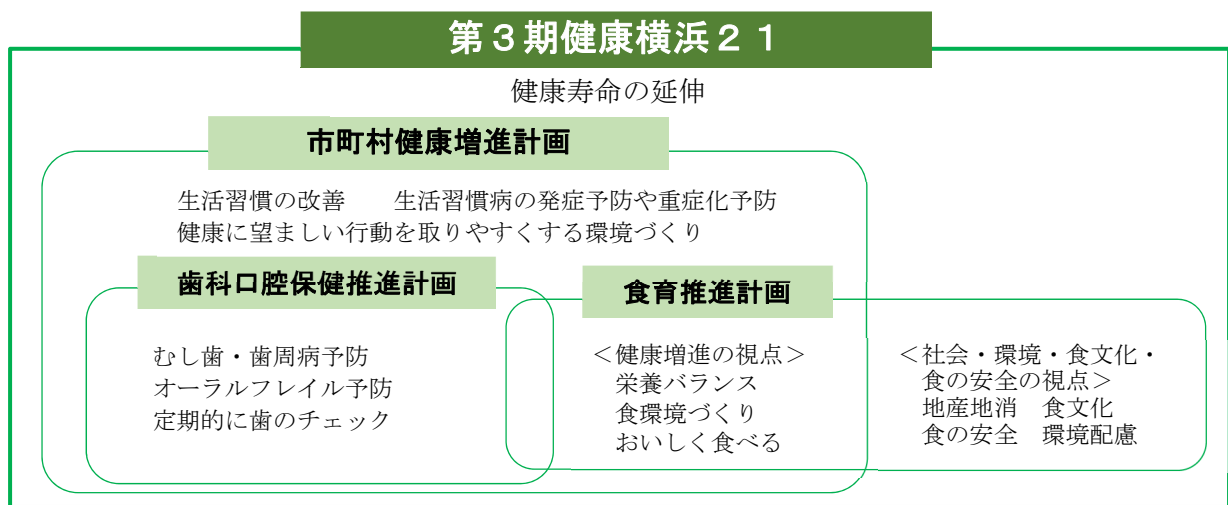 第３期健康横浜２１
健康寿命の延伸
市町村健康増進計画
生活習慣の改善　　生活習慣病の発症予防や重症化予防
健康に望ましい行動を取りやすくする環境づくり
歯科口腔保健推進計画
むし歯・歯周病予防
オーラルフレイル予防
定期的に歯のチェック
食育推進計画
＜健康増進の視点＞
栄養バランス
食環境づくり
おいしく食べる
＜社会・環境・食文化・
食の安全の視点＞
地産地消　食文化
食の安全　環境配慮